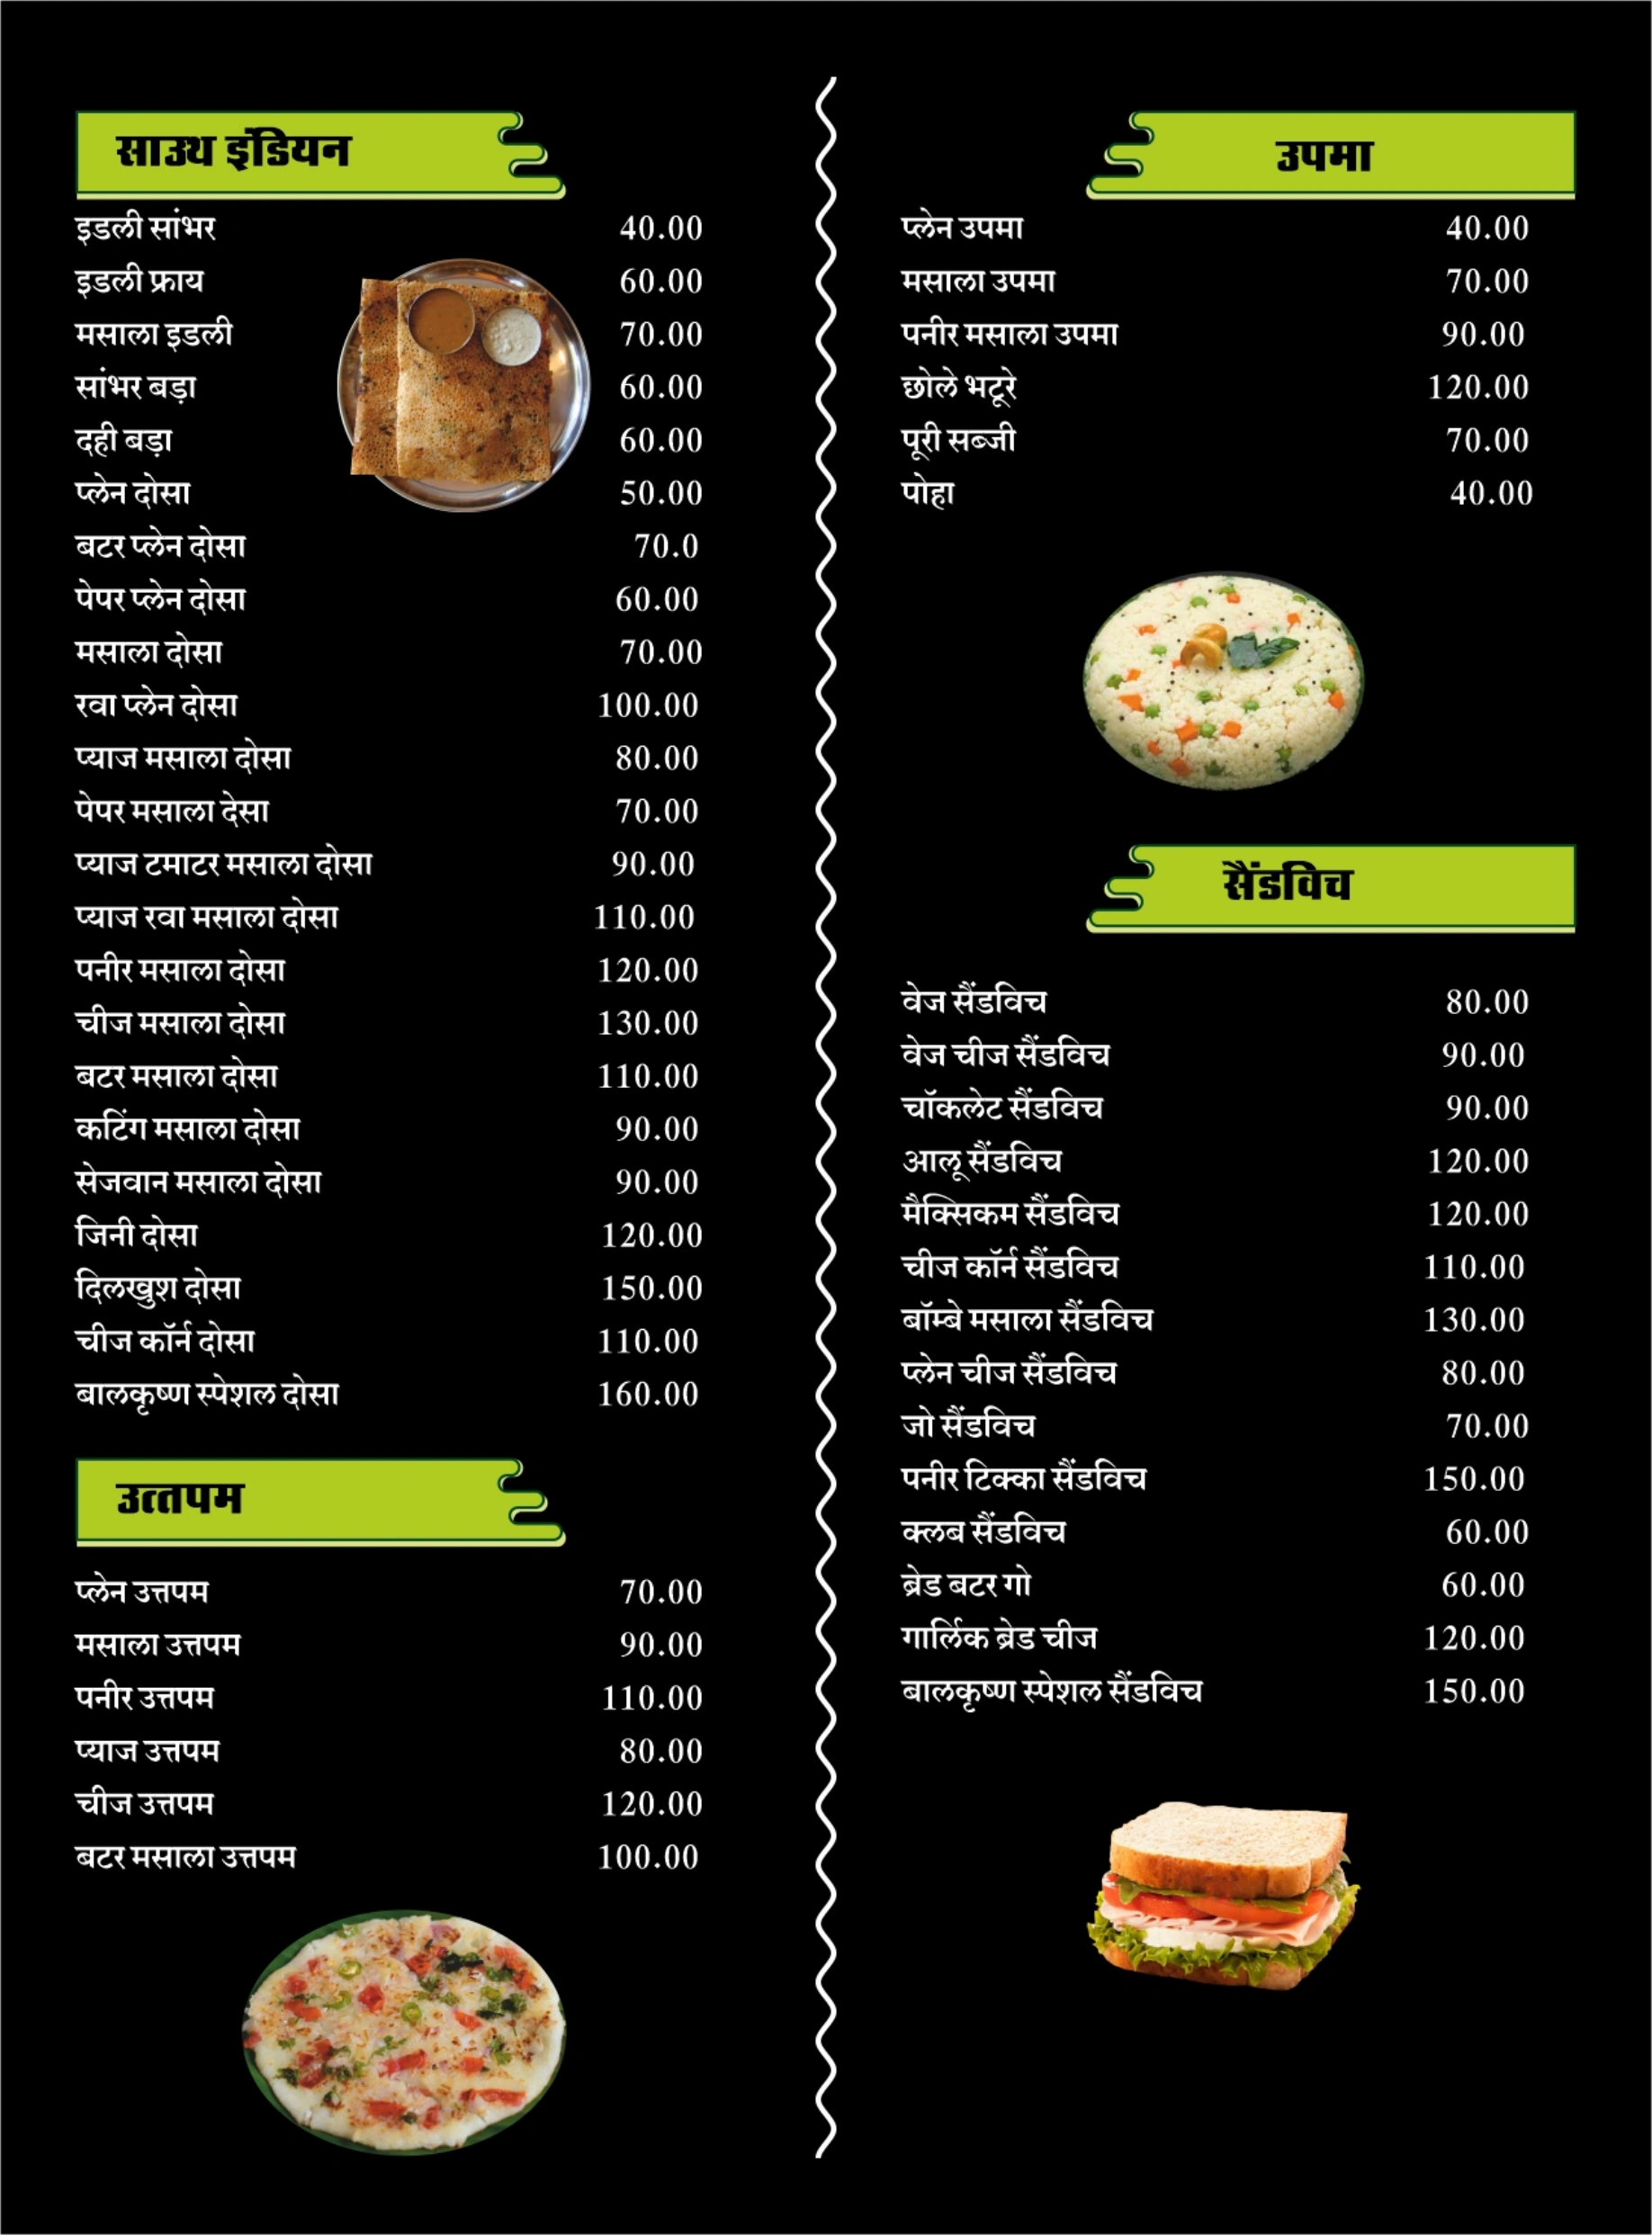 साउथ इंडियन
इडली सांभर 40.00
इडली फ्राय 60.00
मसाला इडली 70.00
सांभर बड़ा 60.00
दही बड़ा 60.00
प्लेन दोसा 50.00
बटर प्लेन दोसा 70.0
पेपर प्लेन दोसा 60.00
मसाला दोसा 70.00
रवा प्लेन दोसा 100.00
प्याज मसाला दोसा 80.00
पेपर मसाला देसा 70.00
प्याज टमाटर मसाला दोसा 90.00
प्याज रवा मसाला दोसा 110.00
पनीर मसाला दोसा 120.00
चीज मसाला दोसा 130.00
बटर मसाला दोसा 110.00
कटिंग मसाला दोसा 90.00
सेजवान मसाला दोसा 90.00
जिनी दोसा 120.00
दिलखुश दोसा 150.00
चीज कॉर्न दोसा 110.00
बालकृष्ण स्पेशल दोसा 160.00
उत्तपम
प्लेन उत्तपम 70.00
मसाला उत्तपम 90.00
पनीर उत्तपम 110.00
प्याज उत्तपम 80.00
चीज उत्तपम 120.00
बटर मसाला उत्तपम 100.00
उपमा
प्लेन उपमा 40.00
मसाला उपमा 70.00
पनीर मसाला उपमा 90.00
छोले भटूरे 120.00
पूरी सब्जी 70.00
पोहा 40.00
सैंडविच
वेज सैंडविच 80.00
वेज चीज सैंडविच 90.00
चॉकलेट सैंडविच 90.00
आलू सैंडविच 120.00
मैक्सिकम सैंडविच 120.00
चीज कॉर्न सैंडविच 110.00
बॉम्बे मसाला सैंडविच 130.00
प्लेन चीज सैंडविच 80.00
जो सैंडविच 70.00
पनीर टिक्का सैंडविच 150.00
क्लब सैंडविच 60.00
ब्रेड बटर गो 60.00
गार्लिक ब्रेड चीज 120.00
बालकृष्ण स्पेशल सैंडविच 150.00